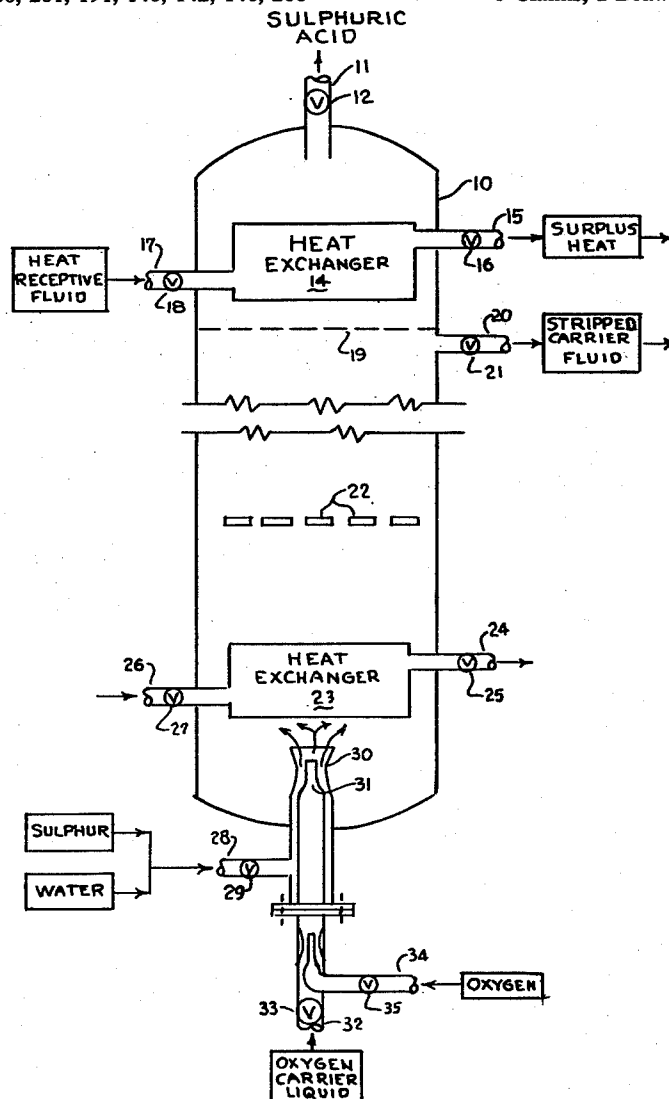 SULPHURIC
ACID
11
V
12
10
17
HEAT
RECEPTIVE
FLUID
V
18
HEAT
EXCHANGER
14
15
V
16
SURPLUS
HEAT
19
20
V
21
STRIPPED
CARRIER
FLUID
22
26
V
27
HEAT
EXCHANGER
23
24
V
25
30
31
SULPHUR
WATER
28
V
29
34
V
35
OXYGEN
33
V
32
OXYGEN
CARRIER
LIQUID